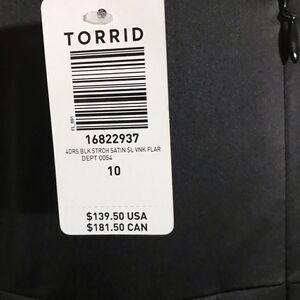 TORRID
16822937
4DRS BLK STRCH SATIN SL VNK FLAR
DEPT 0054
10
$139.50 USA
$181.50 CAN